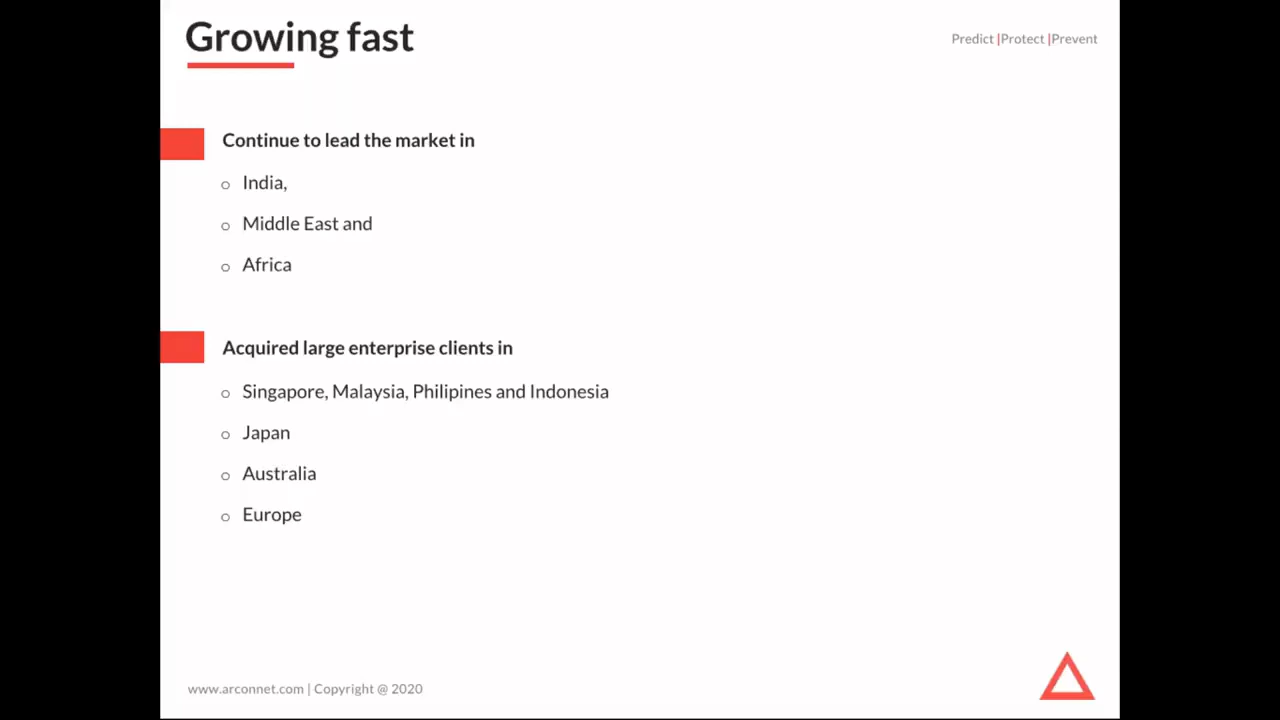 Growing fast
Predict |Protect |Prevent
Continue to lead the market in
o India,
o Middle East and
o Africa
Acquired large enterprise clients in
o Singapore, Malaysia, Philipines and Indonesia
o Japan
o Australia
o Europe
www.arconnet.com | Copyright @ 2020